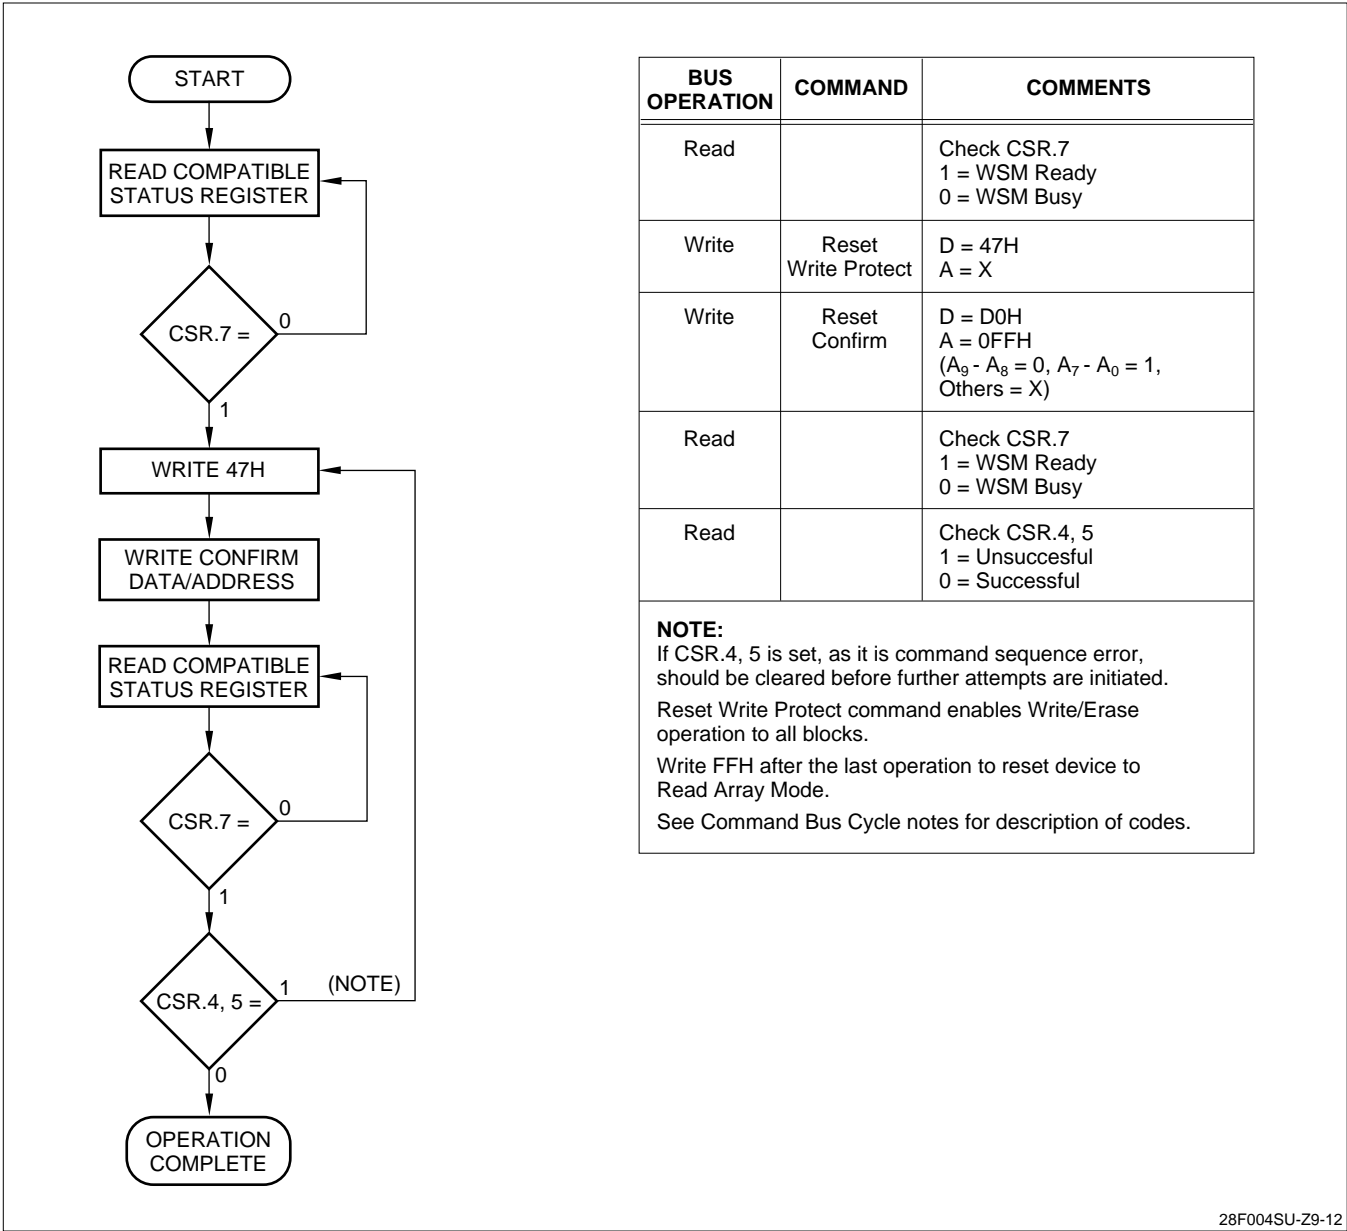 START
READ COMPATIBLE
STATUS REGISTER
CSR.7 =
0
1
WRITE 47H
WRITE CONFIRM
DATA/ADDRESS
READ COMPATIBLE
STATUS REGISTER
CSR.7 =
0
1
CSR.4, 5 =
1
(NOTE)
0
OPERATION
COMPLETE
BUS
OPERATION
COMMAND
COMMENTS
Read
Check CSR.7
1 = WSM Ready
0 = WSM Busy
Write
Reset
Write Protect
D = 47H
A = X
Write
Reset
Confirm
D = D0H
A = 0FFH
(A₉ - A₈ = 0, A₇ - A₀ = 1,
Others = X)
Read
Check CSR.7
1 = WSM Ready
0 = WSM Busy
Read
Check CSR.4, 5
1 = Unsuccesful
0 = Successful
NOTE:
If CSR.4, 5 is set, as it is command sequence error,
should be cleared before further attempts are initiated.
Reset Write Protect command enables Write/Erase
operation to all blocks.
Write FFH after the last operation to reset device to
Read Array Mode.
See Command Bus Cycle notes for description of codes.
28F004SU-Z9-12